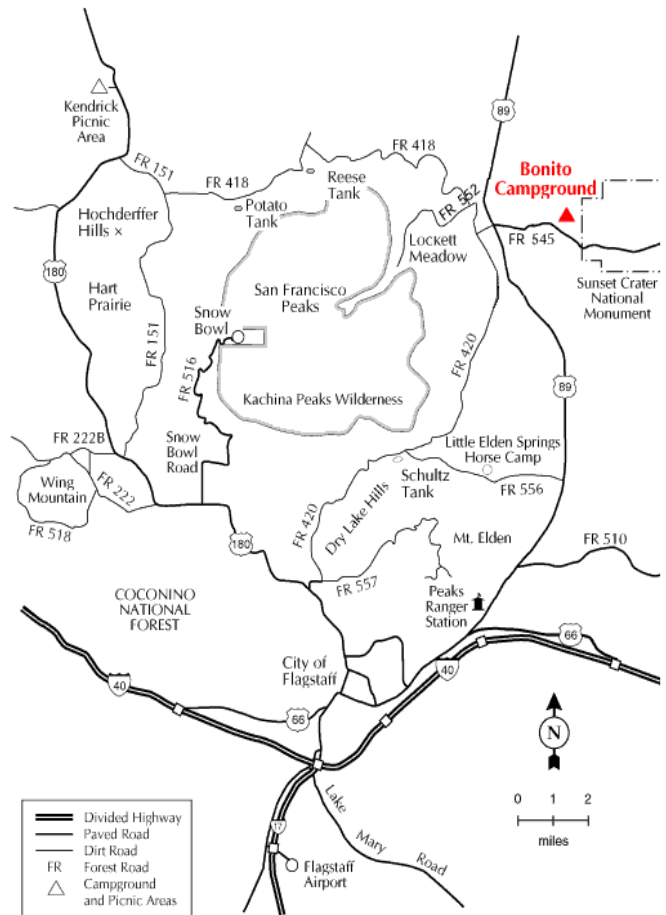 89
Kendrick
Picnic
Area
FR 151
FR 418
FR 418
Reese
Tank
FR 552
Bonito
Campground
Potato
Tank
Hochderffer
Hills ×
Lockett
Meadow
FR 545
180
Hart
Prairie
San Francisco
Peaks
Sunset Crater
National
Monument
Snow
Bowl
FR 151
FR 516
FR 420
89
Kachina Peaks Wilderness
FR 222B
Snow
Bowl
Road
Little Elden Springs
Horse Camp
Wing
Mountain
FR 222
Schultz
Tank
FR 556
FR 518
Dry Lake Hills
FR 420
180
Mt. Elden
FR 510
FR 557
COCONINO
NATIONAL
FOREST
Peaks
Ranger
Station
66
City of
Flagstaff
40
40
66
N
Lake
Mary
Road
0 1 2
miles
17
Flagstaff
Airport
Divided Highway
Paved Road
Dirt Road
FR Forest Road
Campground
and Picnic Areas